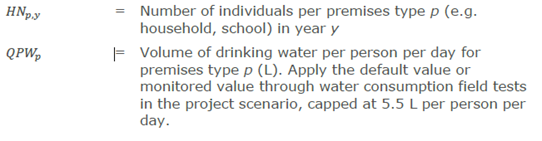 HNp,y = Number of individuals per premises type p (e.g.
household, school) in year y
QPWp |= Volume of drinking water per person per day for
premises type p (L). Apply the default value or
monitored value through water consumption field tests
in the project scenario, capped at 5.5 L per person per
day.